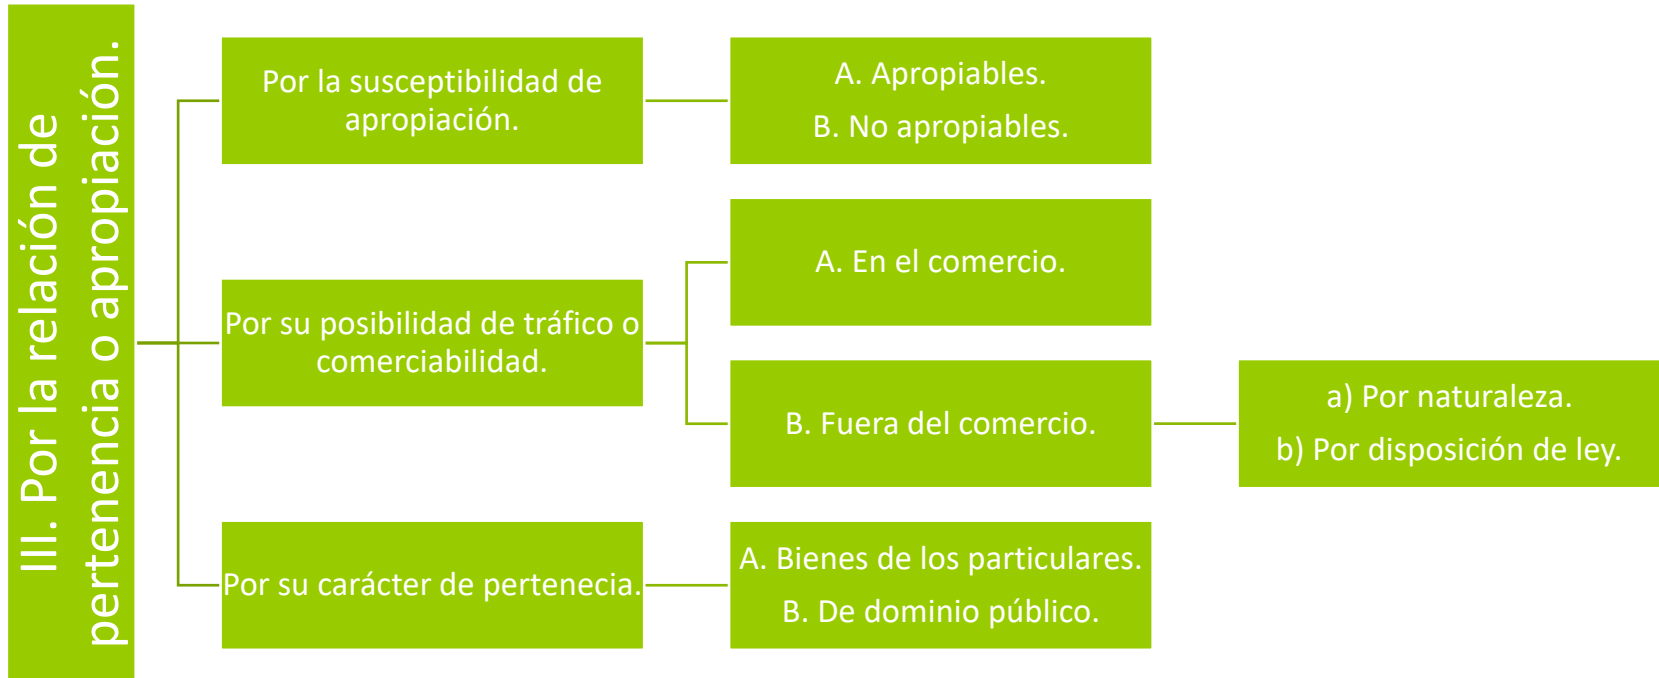 IIII. Por la relación de
pertenencia o apropiación.
Por la susceptibilidad de
apropiación.
A. Apropiables.
B. No apropiables.
Por su posibilidad de tráfico o
comerciabilidad.
A. En el comercio.
B. Fuera del comercio.
a) Por naturaleza.
b) Por disposición de ley.
Por su carácter de pertenecia.
A. Bienes de los particulares.
B. De dominio público.